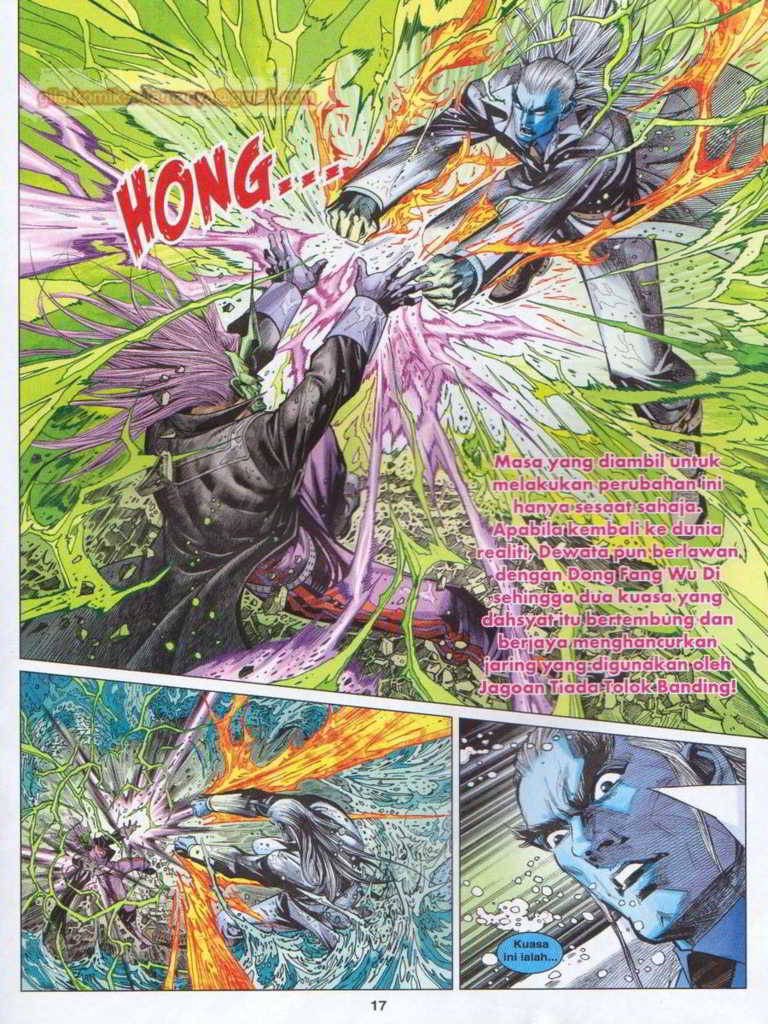 HONG...
Masa yang diambil untuk
melakukan perubahan ini
hanya sesaat sahaja.
Apabila kembali ke dunia
realiti, Dewata pun berlawan
dengan Dong Fang Wu Di
sehingga dua kuasa yang
dahsyat itu bertembung dan
berjaya menghancurkan
jaring yang digunakan oleh
Jagoan Tiada Tolok Banding!
Kuasa
ini ialah...
17